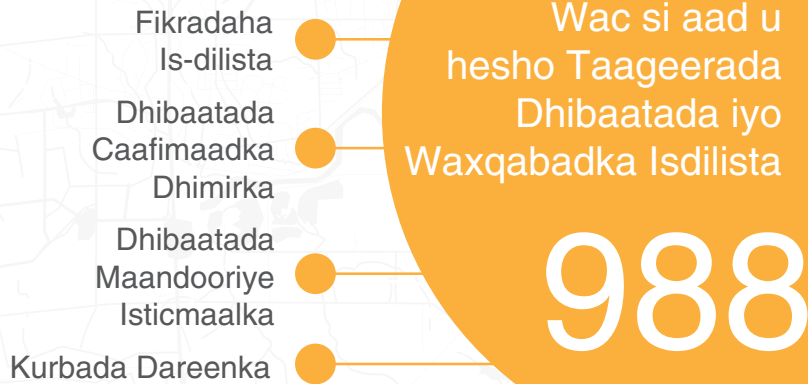 Fikradaha
Is-dilista
Dhibaatada
Caafimaadka
Dhimirka
Dhibaatada
Maandooriye
Isticmaalka
Kurbada Dareenka
Wac si aad u
hesho Taageerada
Dhibaatada iyo
Waxqabadka Isdilista
988